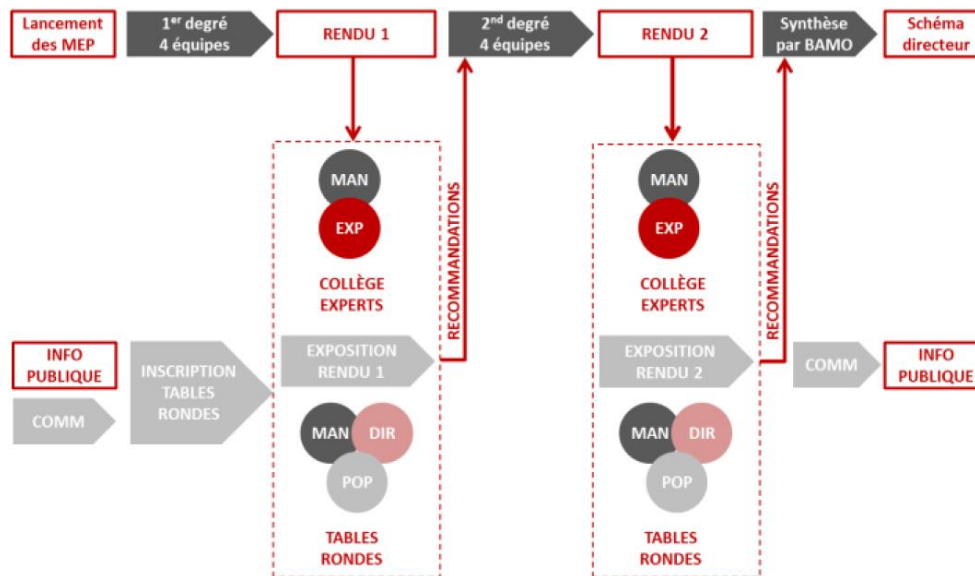 Lancement
des MEP
1er degré
4 équipes
RENDU 1
2nd degré
4 équipes
RENDU 2
Synthèse
par BAMO
Schéma
directeur
MAN
EXP
COLLÈGE
EXPERTS
RECOMMANDATIONS
MAN
EXP
COLLÈGE
EXPERTS
RECOMMANDATIONS
INFO
PUBLIQUE
COMM
INSCRIPTION
TABLES
RONDES
EXPOSITION
RENDU 1
MAN
DIR
POP
TABLES
RONDES
EXPOSITION
RENDU 2
MAN
DIR
POP
TABLES
RONDES
COMM
INFO
PUBLIQUE